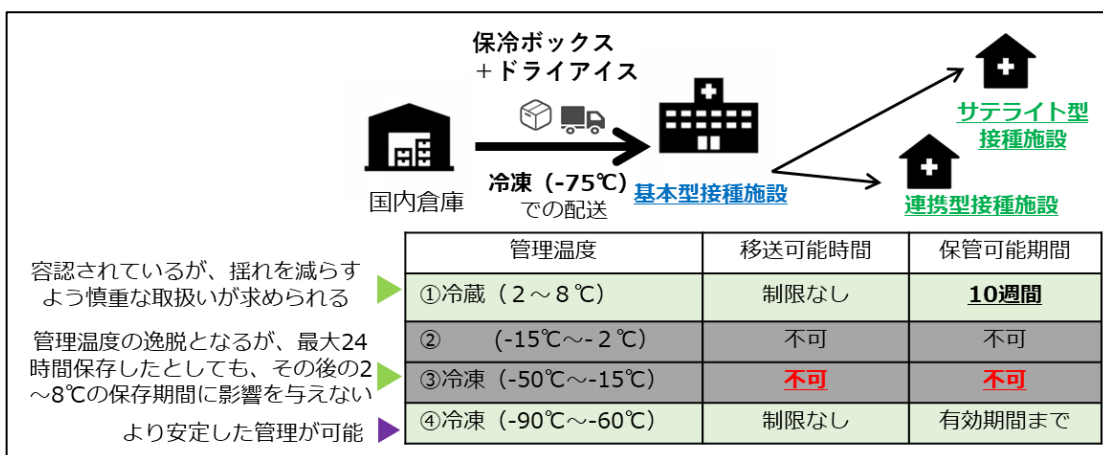 保冷ボックス
＋ドライアイス
国内倉庫
冷凍（-75℃）
での配送
基本型接種施設
サテライト型
接種施設
連携型接種施設
管理温度 移送可能時間 保管可能期間
容認されているが、揺れを減らす
よう慎重な取扱いが求められる
①冷蔵（２～８℃） 制限なし 10週間
管理温度の逸脱となるが、最大24
時間保存したとしても、その後の2
～8℃の保存期間に影響を与えない
② (-15℃～-２℃) 不可 不可
③冷凍（-50℃～-15℃） 不可 不可
より安定した管理が可能
④冷凍（-90℃～-60℃） 制限なし 有効期間まで